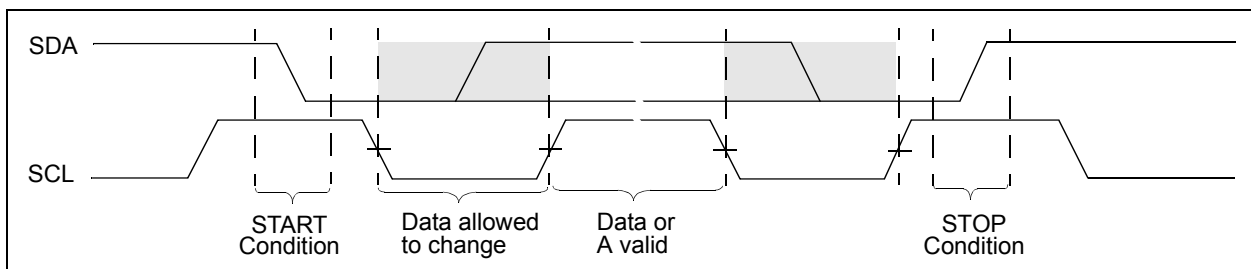 SDA
SCL
START
Condition
Data allowed
to change
Data or
A valid
STOP
Condition